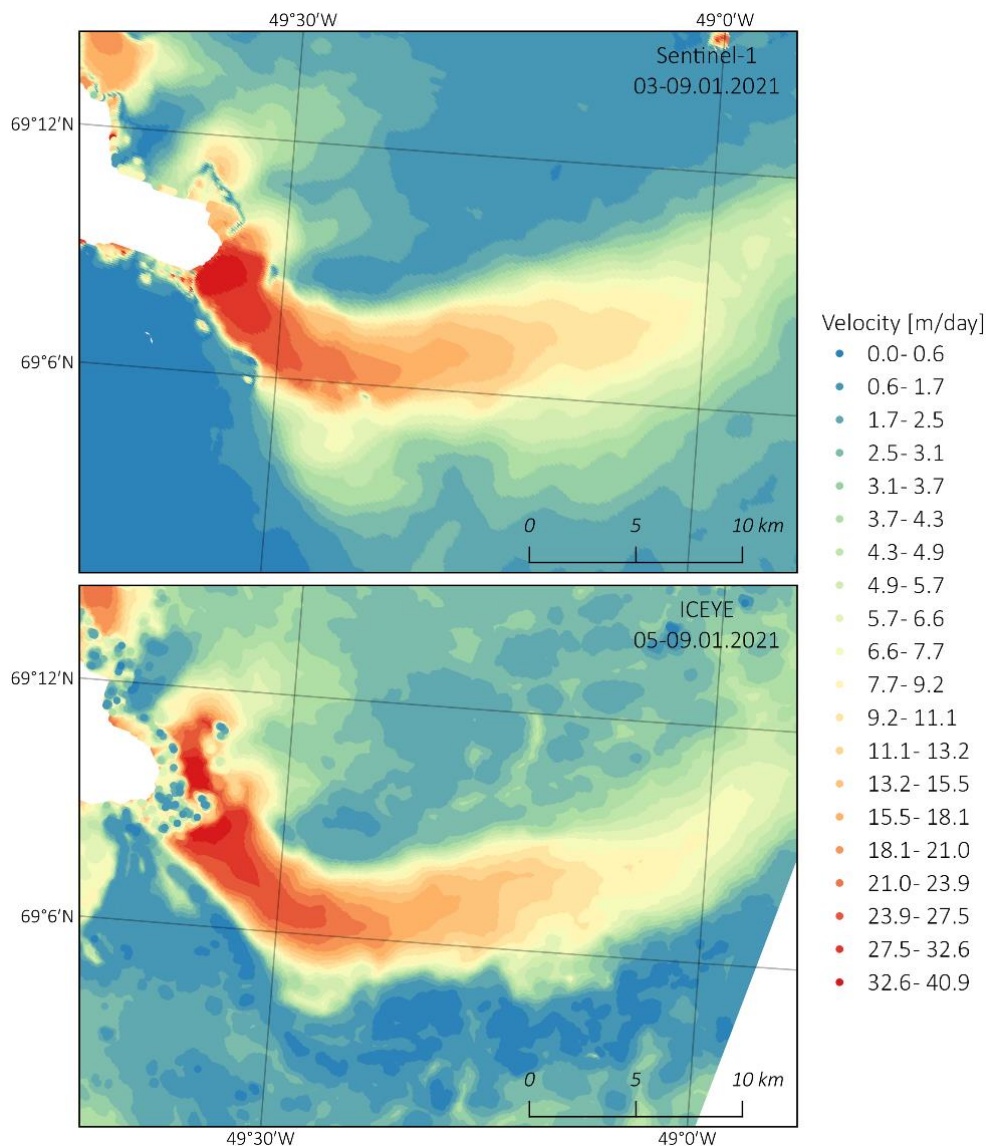 49°30'W
49°0'W
Sentinel-1
03-09.01.2021
69°12'N
69°6'N
0 5 10 km
ICEYE
05-09.01.2021
69°12'N
69°6'N
0 5 10 km
49°30'W
49°0'W
Velocity [m/day]
0.0- 0.6
0.6- 1.7
1.7- 2.5
2.5- 3.1
3.1- 3.7
3.7- 4.3
4.3- 4.9
4.9- 5.7
5.7- 6.6
6.6- 7.7
7.7- 9.2
9.2- 11.1
11.1- 13.2
13.2- 15.5
15.5- 18.1
18.1- 21.0
21.0- 23.9
23.9- 27.5
27.5- 32.6
32.6- 40.9